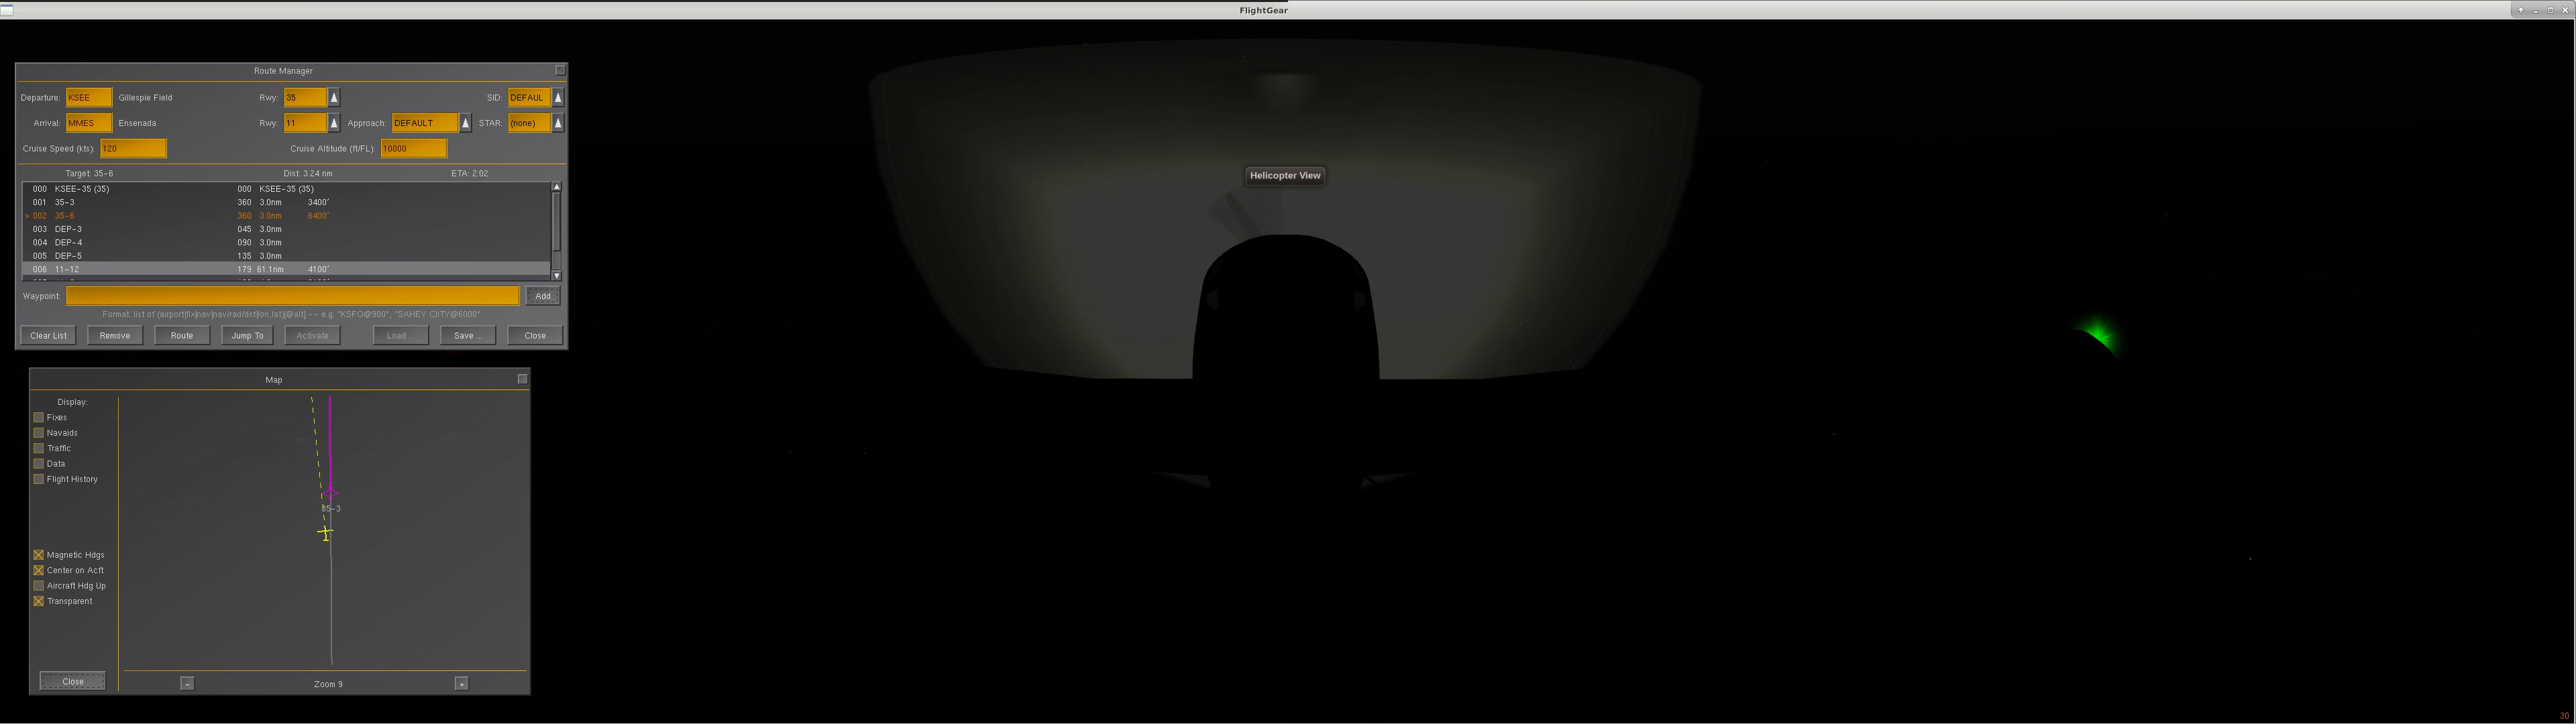 FlightGear
Route Manager
Departure: KSEE Gillespie Field Rwy: 35 SID: DEFAUL
Arrival: MMES Ensenada Rwy: 11 Approach: DEFAULT STAR: (none)
Cruise Speed (kts): 120 Cruise Altitude (ft/FL): 10000
Target: 35-6 Dist: 3.24 nm ETA: 2:02
000 KSEE-35 (35) 000 KSEE-35 (35)
001 35-3 360 3.0nm 3400'
> 002 35-6 360 3.0nm 6400'
003 DEP-3 045 3.0nm
004 DEP-4 090 3.0nm
005 DEP-5 135 3.0nm
006 11-12 179 61.1nm 4100'
Waypoint: Add
Format: list of (airport|fix|nav|nav/rad/dst|lon,lat)[@alt] -- e.g. "KSFO@900", "SAHEY CIITY@6000"
Clear List Remove Route Jump To Activate Load ... Save ... Close
Helicopter View
Map
Display:
Fixes
Navaids
Traffic
Data
Flight History
Magnetic Hdgs
Center on Acft
Aircraft Hdg Up
Transparent
35-3
Close
- Zoom 9 +
30